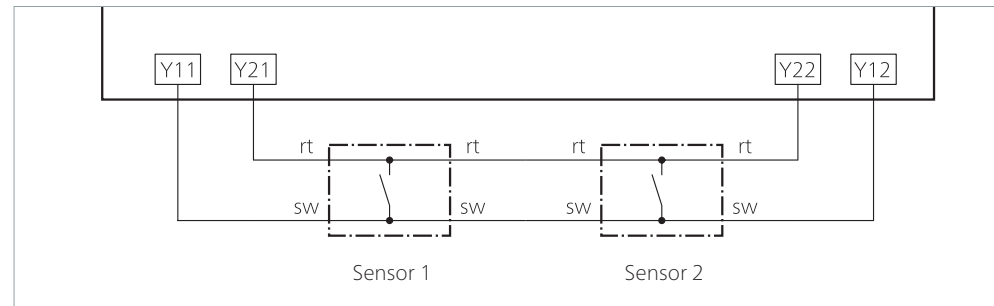 Y11 Y21 Y22 Y12
rt rt rt rt
sw sw sw sw
Sensor 1 Sensor 2